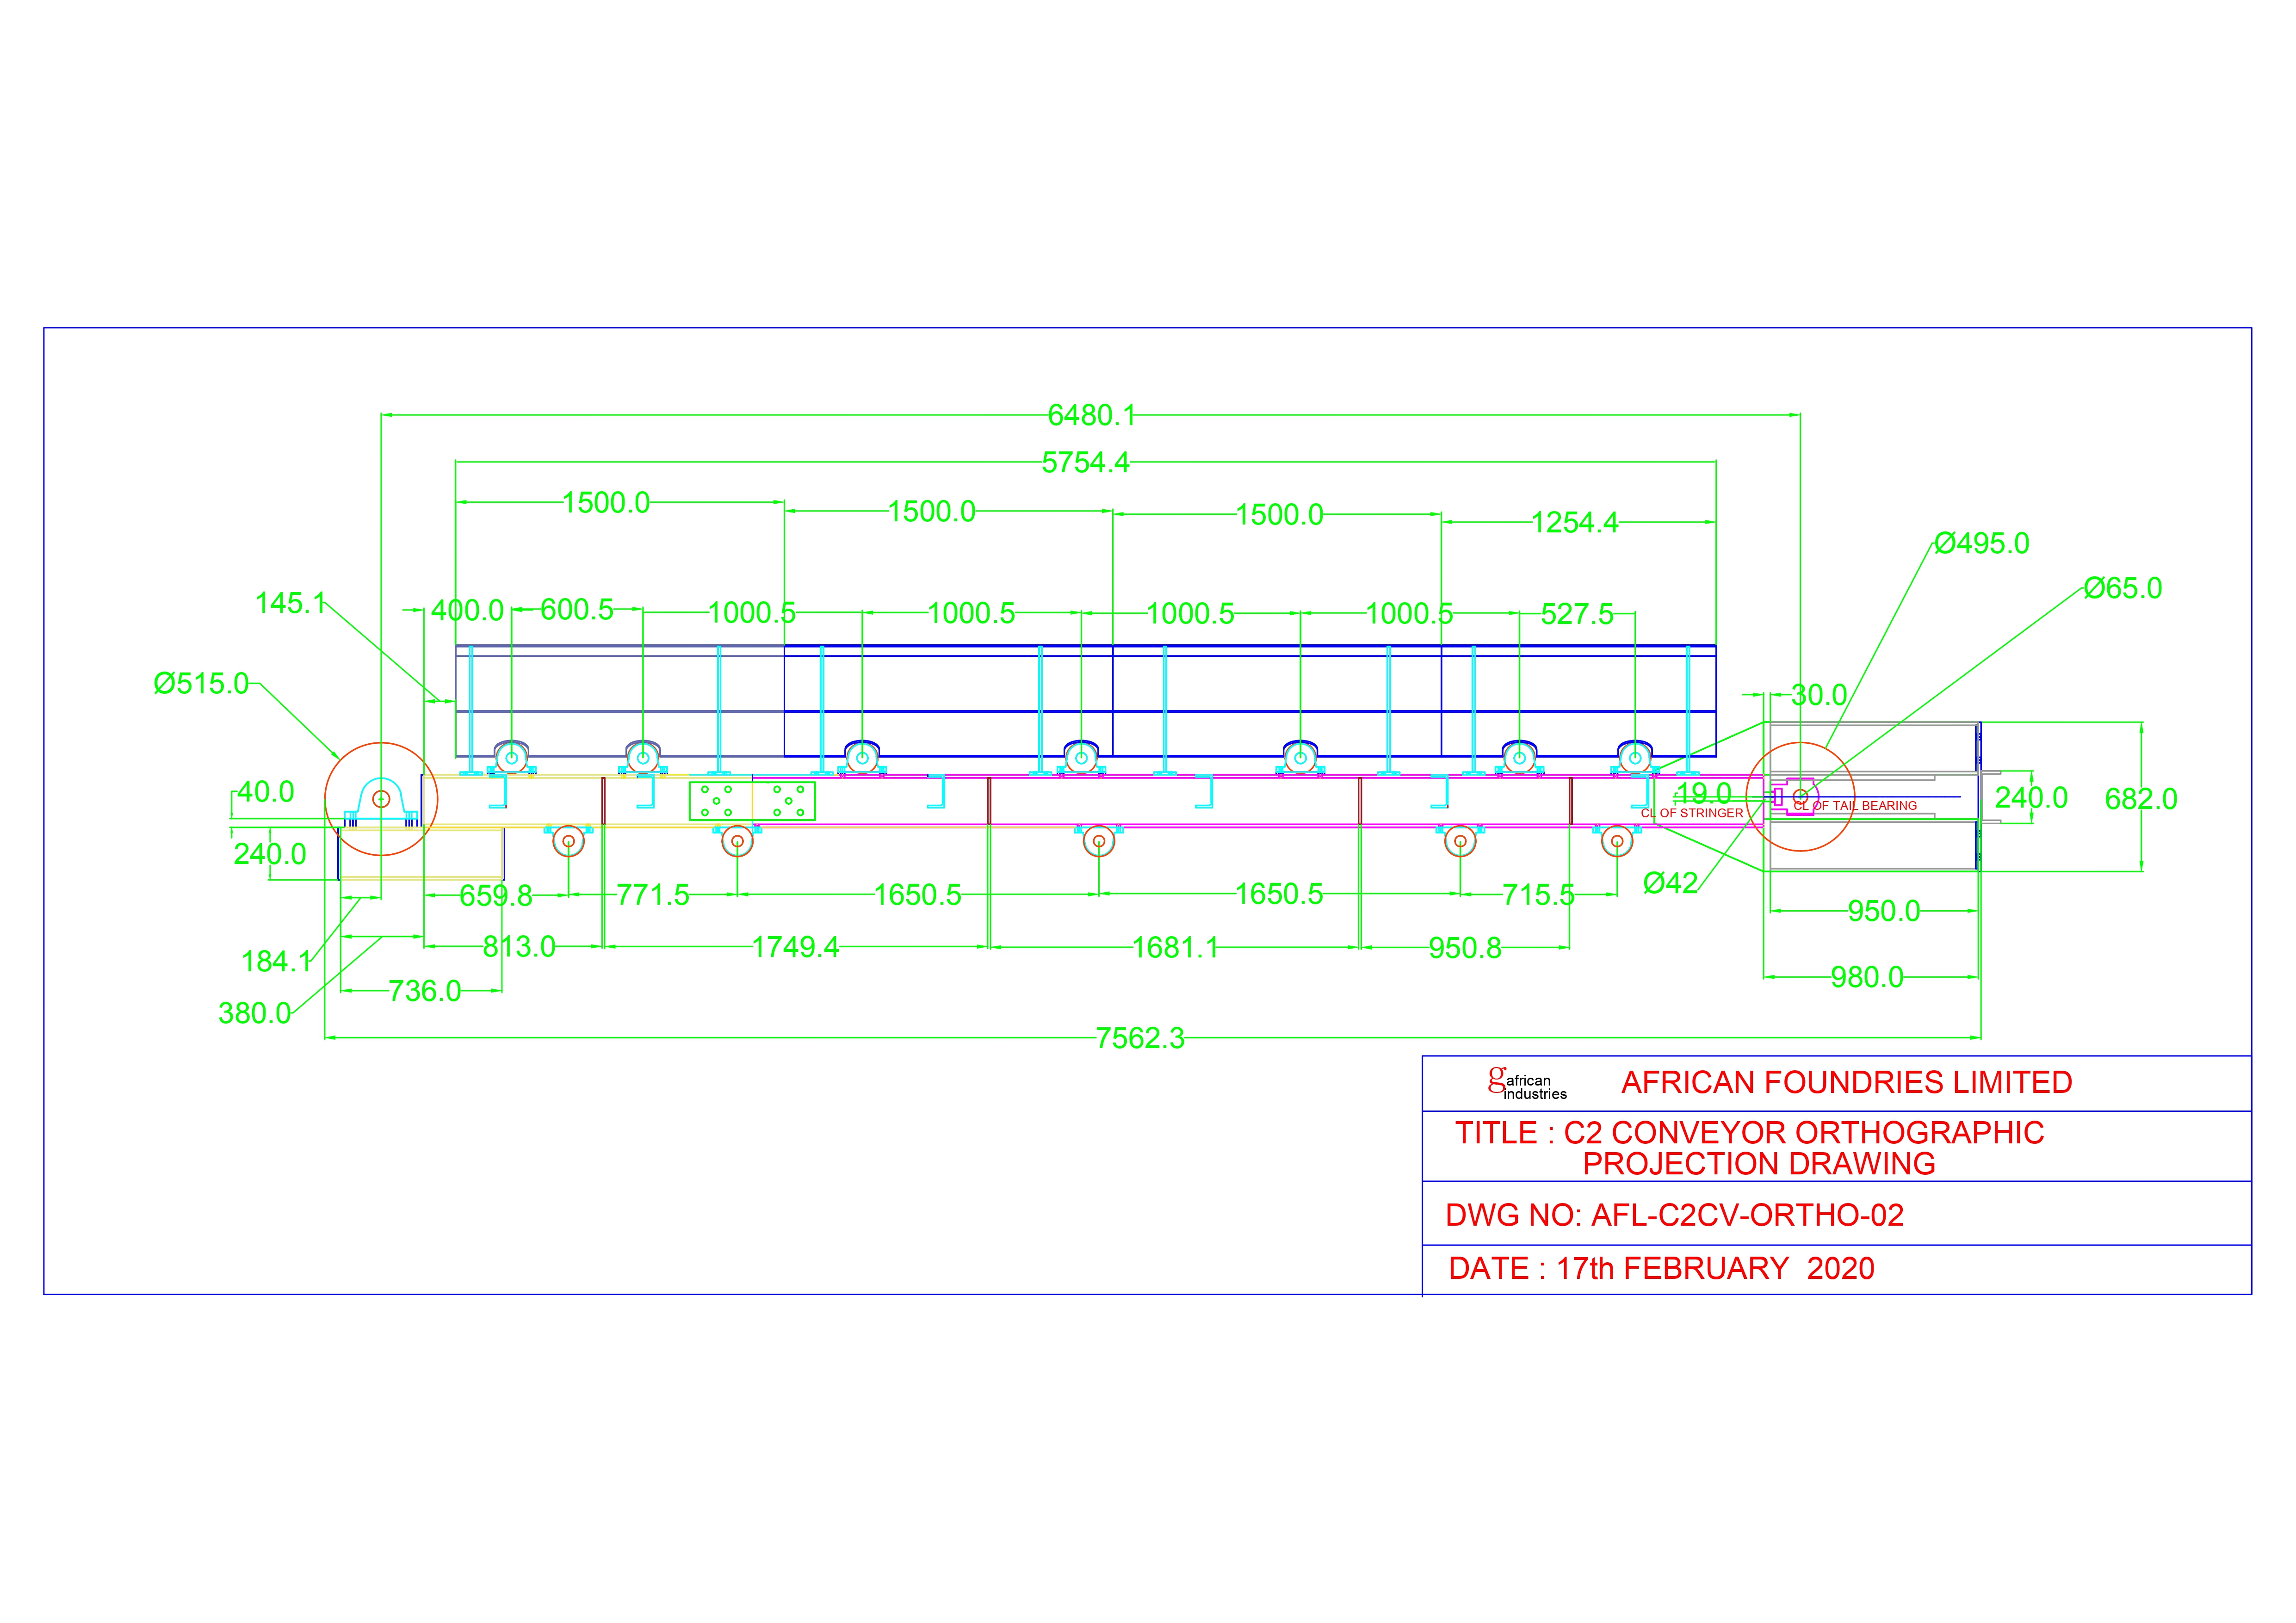 6480.1
5754.4
1500.0
1500.0
1500.0
1254.4
Ø495.0
Ø65.0
145.1
400.0
600.5
1000.5
1000.5
1000.5
1000.5
527.5
Ø515.0
30.0
40.0
19.0
240.0
682.0
CL OF STRINGER
CL OF TAIL BEARING
240.0
Ø42
659.8
771.5
1650.5
1650.5
715.5
950.0
184.1
813.0
1749.4
1681.1
950.8
980.0
736.0
380.0
7562.3
g african
industries
AFRICAN FOUNDRIES LIMITED
TITLE : C2 CONVEYOR ORTHOGRAPHIC
PROJECTION DRAWING
DWG NO: AFL-C2CV-ORTHO-02
DATE : 17th FEBRUARY 2020